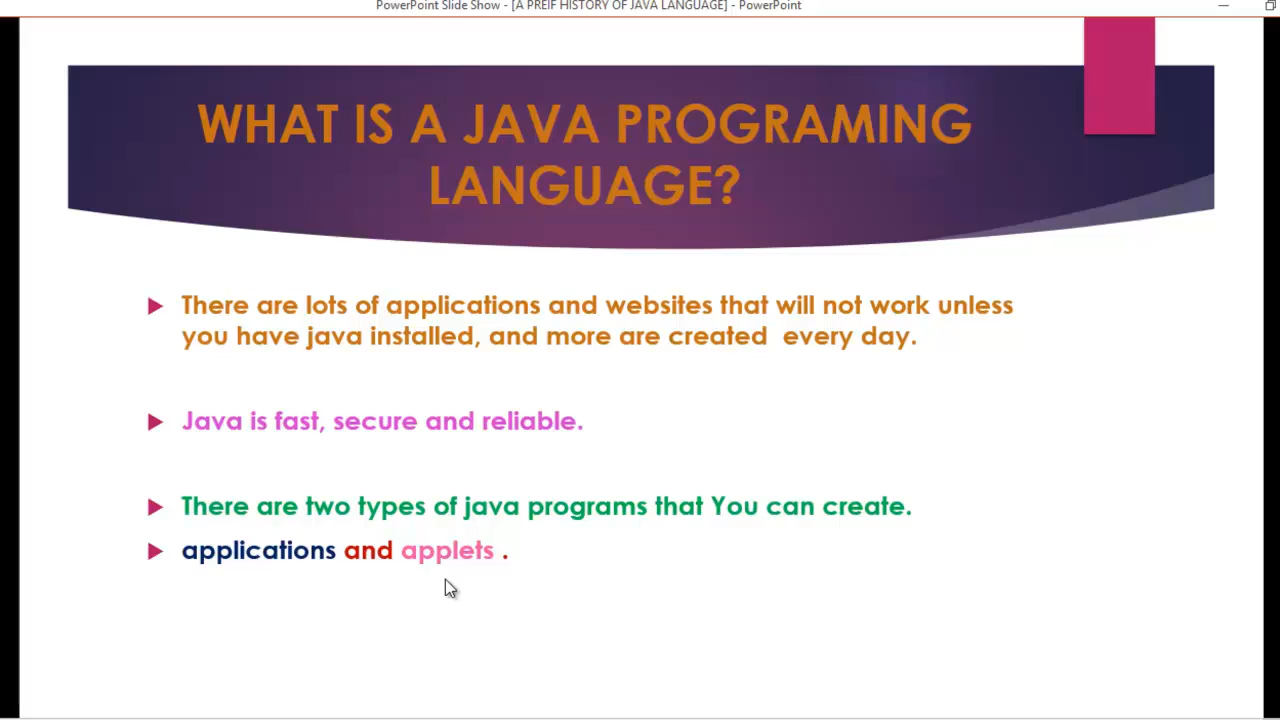 PowerPoint Slide Show - [A PREIF HISTORY OF JAVA LANGUAGE] - PowerPoint
WHAT IS A JAVA PROGRAMING
LANGUAGE?
There are lots of applications and websites that will not work unless
you have java installed, and more are created  every day.
Java is fast, secure and reliable.
There are two types of java programs that You can create.
applications and applets .